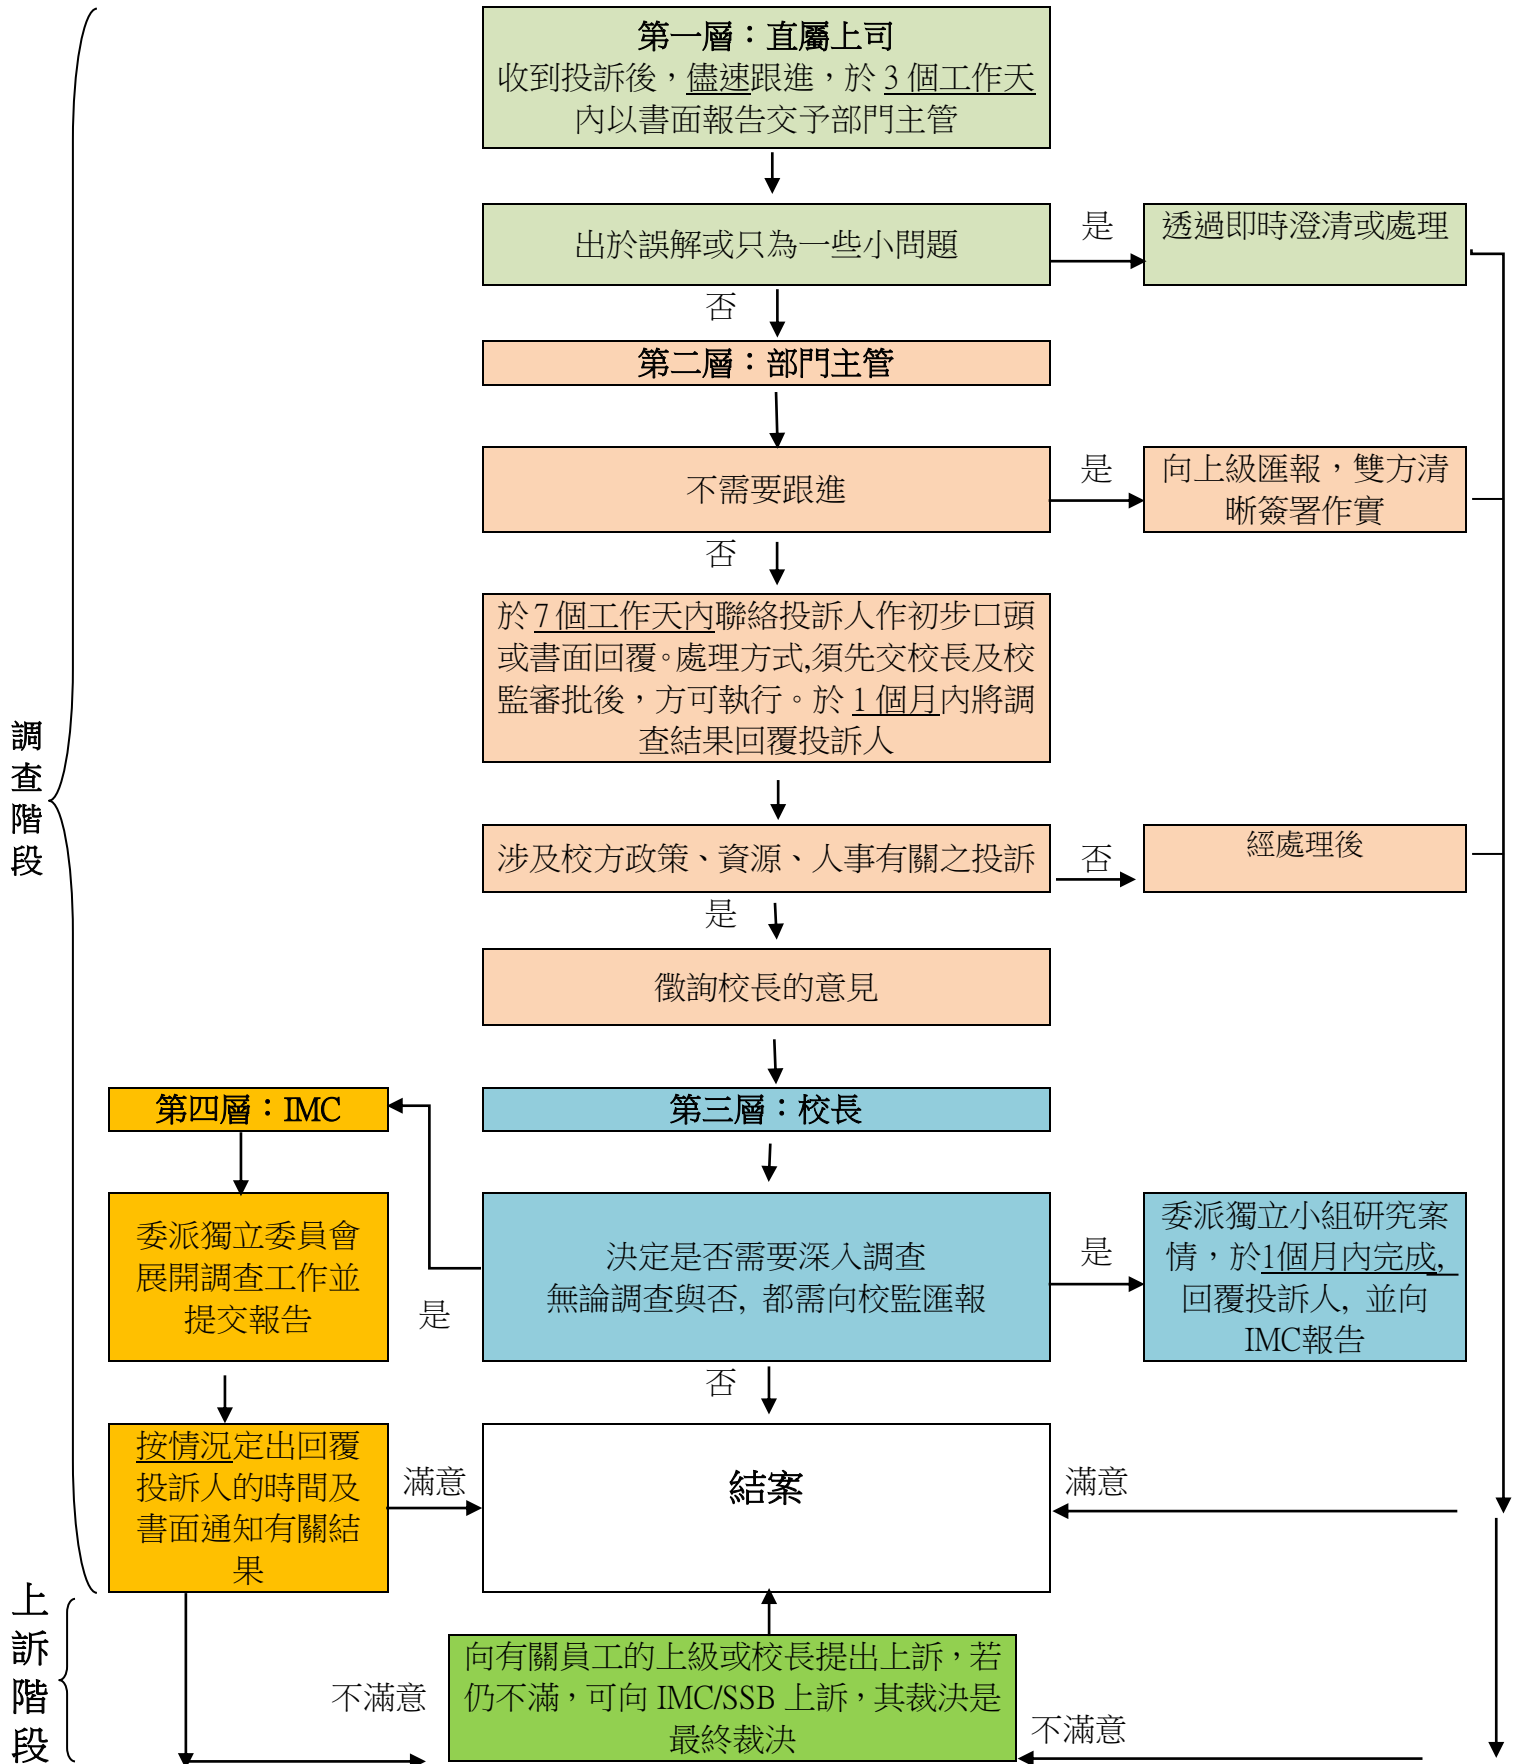 第一層：直屬上司
收到投訴後，儘速跟進，於 3 個工作天
內以書面報告交予部門主管
出於誤解或只為一些小問題
是
透過即時澄清或處理
否
第二層：部門主管
不需要跟進
是
向上級匯報，雙方清
晰簽署作實
否
於 7 個工作天內聯絡投訴人作初步口頭
或書面回覆。處理方式,須先交校長及校
監審批後，方可執行。於 1 個月內將調
查結果回覆投訴人
調
查
階
段
涉及校方政策、資源、人事有關之投訴
否
經處理後
是
徵詢校長的意見
第四層：IMC
第三層：校長
委派獨立委員會
展開調查工作並
提交報告
是
決定是否需要深入調查
無論調查與否, 都需向校監匯報
是
委派獨立小組研究案
情，於1個月內完成,
回覆投訴人, 並向
IMC報告
否
按情況定出回覆
投訴人的時間及
書面通知有關結
果
滿意
結案
滿意
上
訴
階
段
不滿意
向有關員工的上級或校長提出上訴，若
仍不滿，可向 IMC/SSB 上訴，其裁決是
最終裁決
不滿意